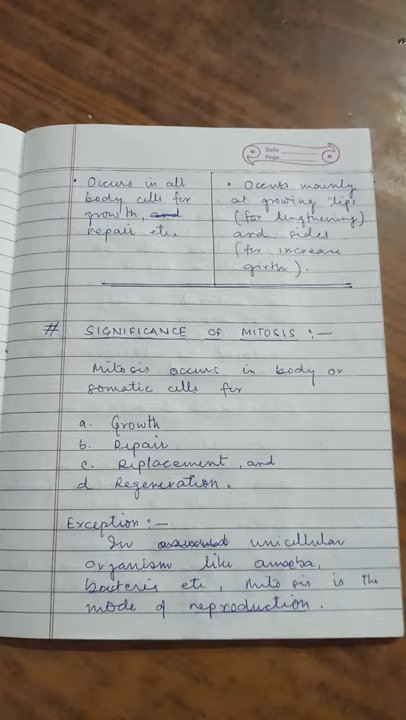 Date
Page
• Occurs in all
body cells for
growth, and
repair etc.
• Occurs mainly
at growing tips
(for lengthening)
and sides
(for increase
girth).
# SIGNIFICANCE OF MITOSIS :—
Mitosis occurs in body or
somatic cells for
a. Growth
b. Repair
c. Replacement, and
d Regeneration.
Exception :—
In unicellular
organism like amoeba,
bacteria etc, Mitosis is the
mode of reproduction.